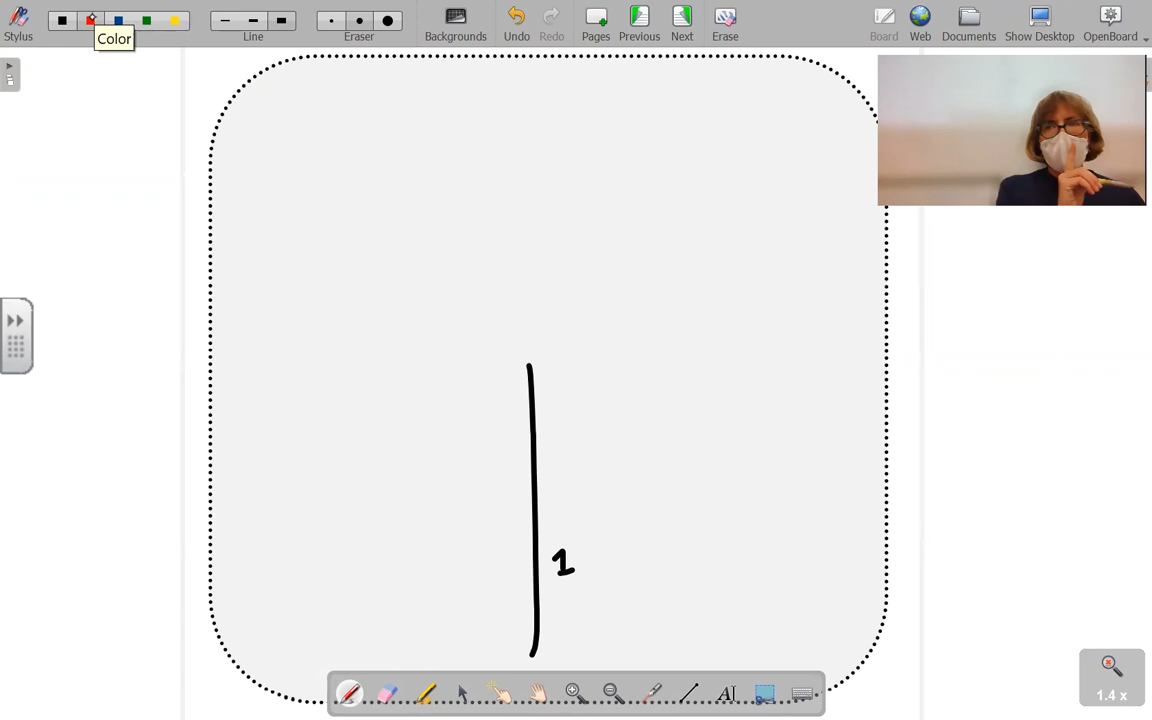 Stylus
Line
Eraser
Backgrounds
Undo
Redo
Pages
Previous
Next
Erase
Board
Web
Documents
Show Desktop
OpenBoard
Color
1
AI
1.4 x